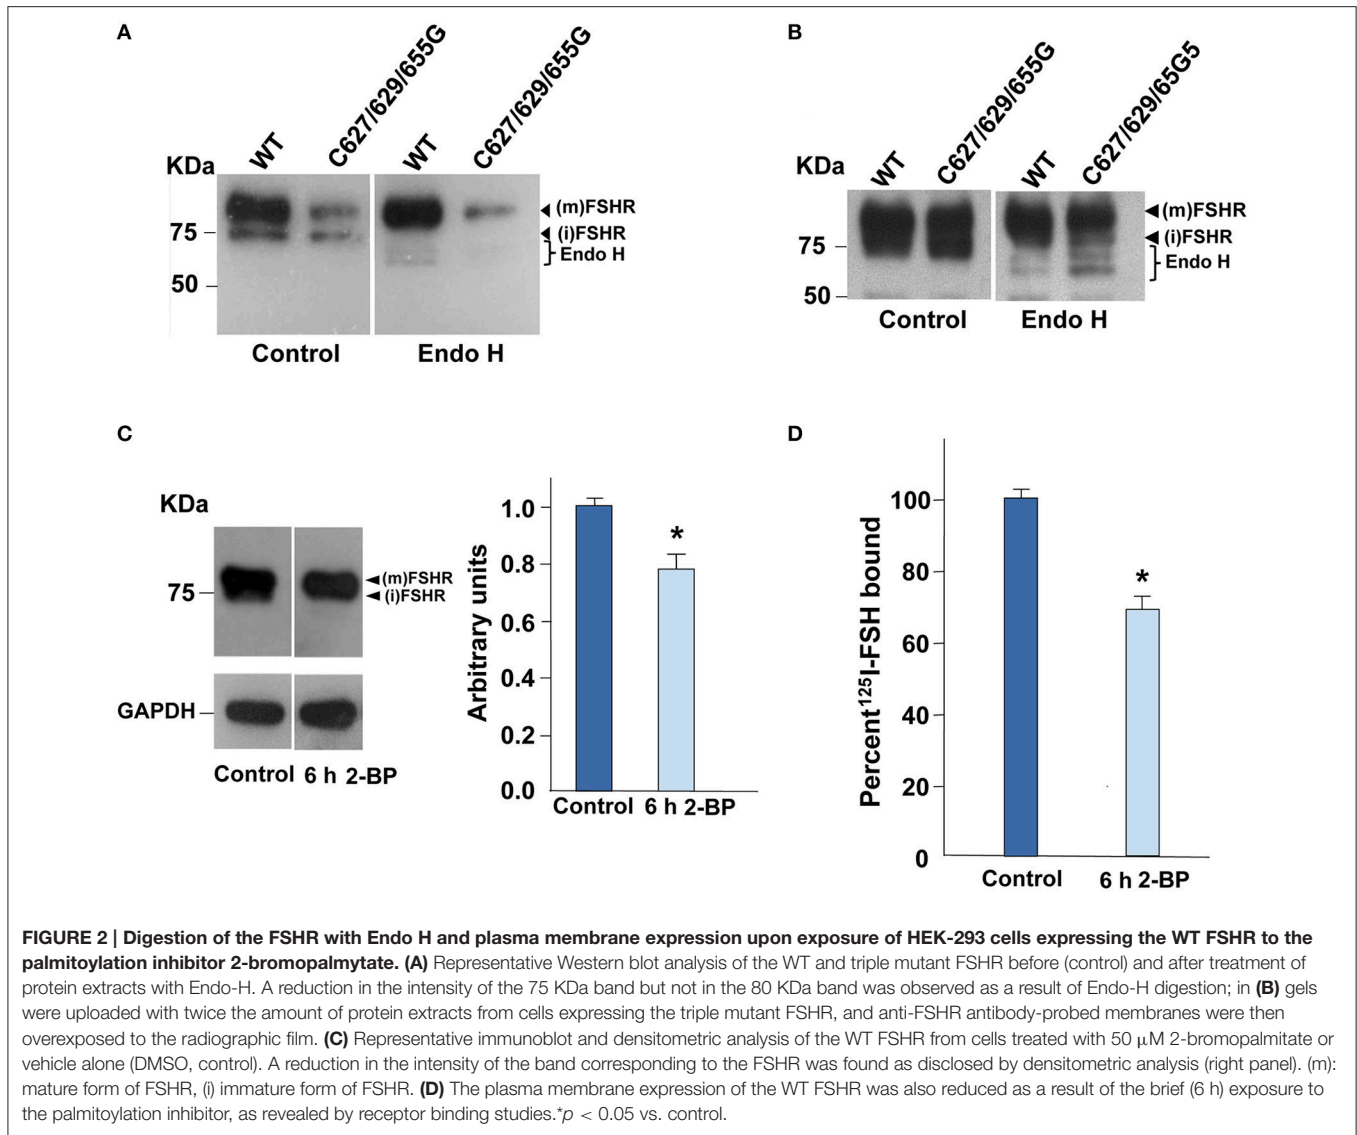 A
WT
C627/629/655G
WT
C627/629/655G
KDa
75
50
(m)FSHR
(i)FSHR
Endo H
Control
Endo H
B
WT
C627/629/655G
WT
C627/629/65G5
KDa
75
50
(m)FSHR
(i)FSHR
Endo H
Control
Endo H
C
KDa
75
(m)FSHR
(i)FSHR
GAPDH
Control 6 h 2-BP
Arbitrary units
1.0
0.8
0.6
0.4
0.2
0.0
*
Control 6 h 2-BP
D
Percent ¹²⁵I-FSH bound
100
80
60
40
20
0
*
Control 6 h 2-BP
FIGURE 2 | Digestion of the FSHR with Endo H and plasma membrane expression upon exposure of HEK-293 cells expressing the WT FSHR to the
palmitoylation inhibitor 2-bromopalmytate. (A) Representative Western blot analysis of the WT and triple mutant FSHR before (control) and after treatment of
protein extracts with Endo-H. A reduction in the intensity of the 75 KDa band but not in the 80 KDa band was observed as a result of Endo-H digestion; in (B) gels
were uploaded with twice the amount of protein extracts from cells expressing the triple mutant FSHR, and anti-FSHR antibody-probed membranes were then
overexposed to the radiographic film. (C) Representative immunoblot and densitometric analysis of the WT FSHR from cells treated with 50 μM 2-bromopalmitate or
vehicle alone (DMSO, control). A reduction in the intensity of the band corresponding to the FSHR was found as disclosed by densitometric analysis (right panel). (m):
mature form of FSHR, (i) immature form of FSHR. (D) The plasma membrane expression of the WT FSHR was also reduced as a result of the brief (6 h) exposure to
the palmitoylation inhibitor, as revealed by receptor binding studies.*p < 0.05 vs. control.